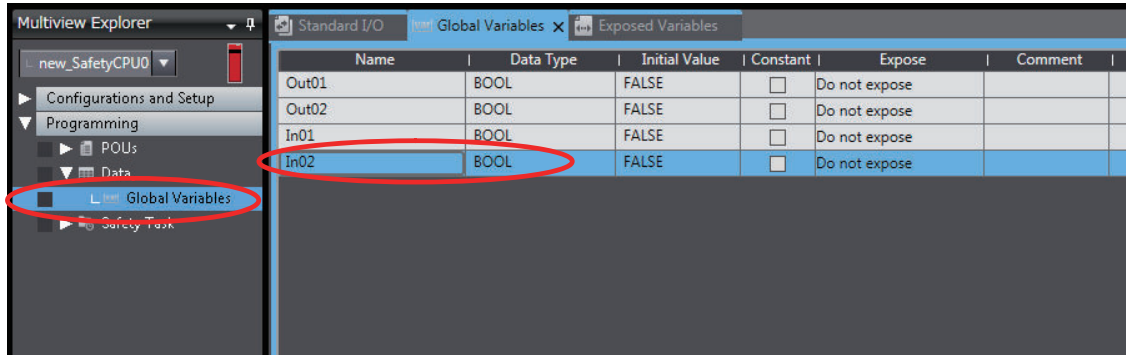 Multiview Explorer
new_SafetyCPU0
Configurations and Setup
Programming
POUs
Data
Global Variables
Safety Task
Standard I/O
Global Variables
Exposed Variables
Name Data Type Initial Value Constant Expose Comment
Out01 BOOL FALSE Do not expose
Out02 BOOL FALSE Do not expose
In01 BOOL FALSE Do not expose
In02 BOOL FALSE Do not expose